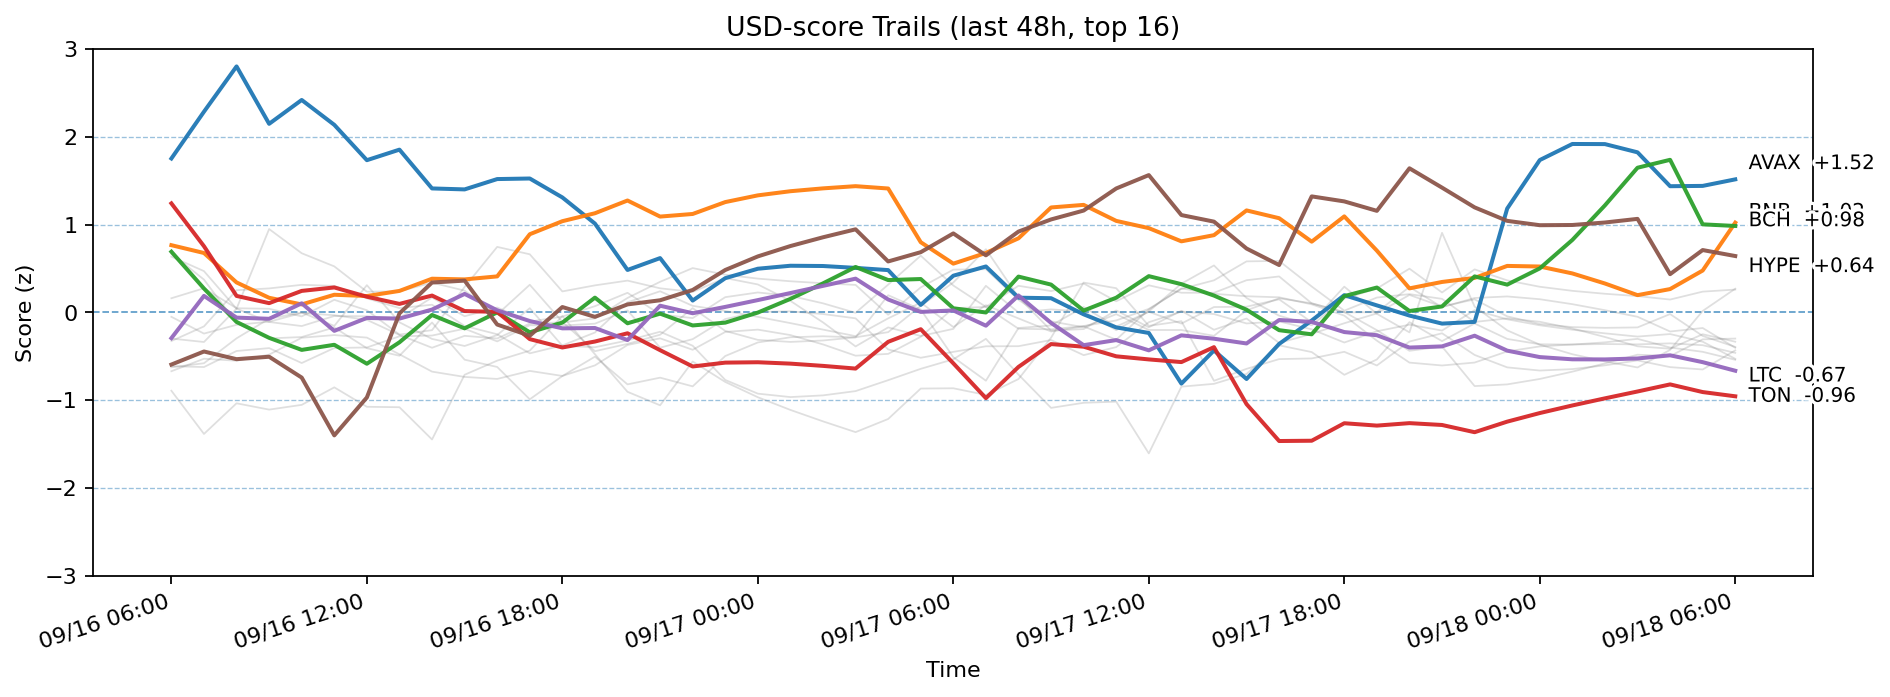 USD-score Trails (last 48h, top 16)
3
2
1
0
−1
−2
−3
Score (z)
AVAX +1.52
BCH +0.98
HYPE +0.64
LTC -0.67
TON -0.96
09/16 06:00
09/16 12:00
09/16 18:00
09/17 00:00
09/17 06:00
09/17 12:00
09/17 18:00
09/18 00:00
09/18 06:00
Time